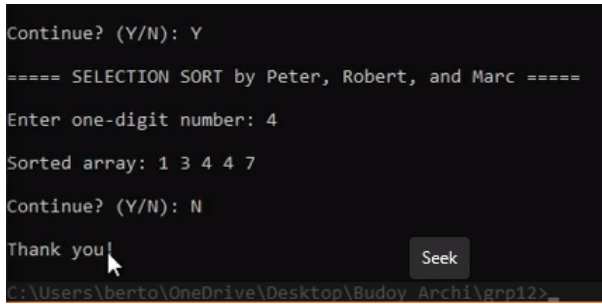 Continue? (Y/N): Y
===== SELECTION SORT by Peter, Robert, and Marc =====
Enter one-digit number: 4
Sorted array: 1 3 4 4 7
Continue? (Y/N): N
Thank you!
Seek
C:\Users\berto\OneDrive\Desktop\Budoy Archi\grp12>_